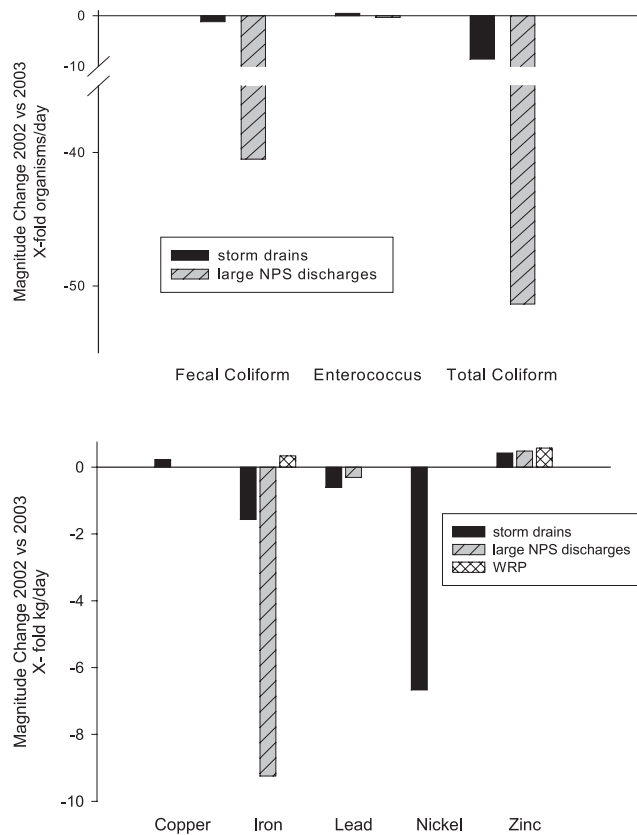 0
-10
-40
-50
Magnitude Change 2002 vs 2003
X-fold organisms/day
storm drains
large NPS discharges
Fecal Coliform Enterococcus Total Coliform
0
-2
-4
-6
-8
-10
Magnitude Change 2002 vs 2003
X- fold kg/day
storm drains
large NPS discharges
WRP
Copper Iron Lead Nickel Zinc